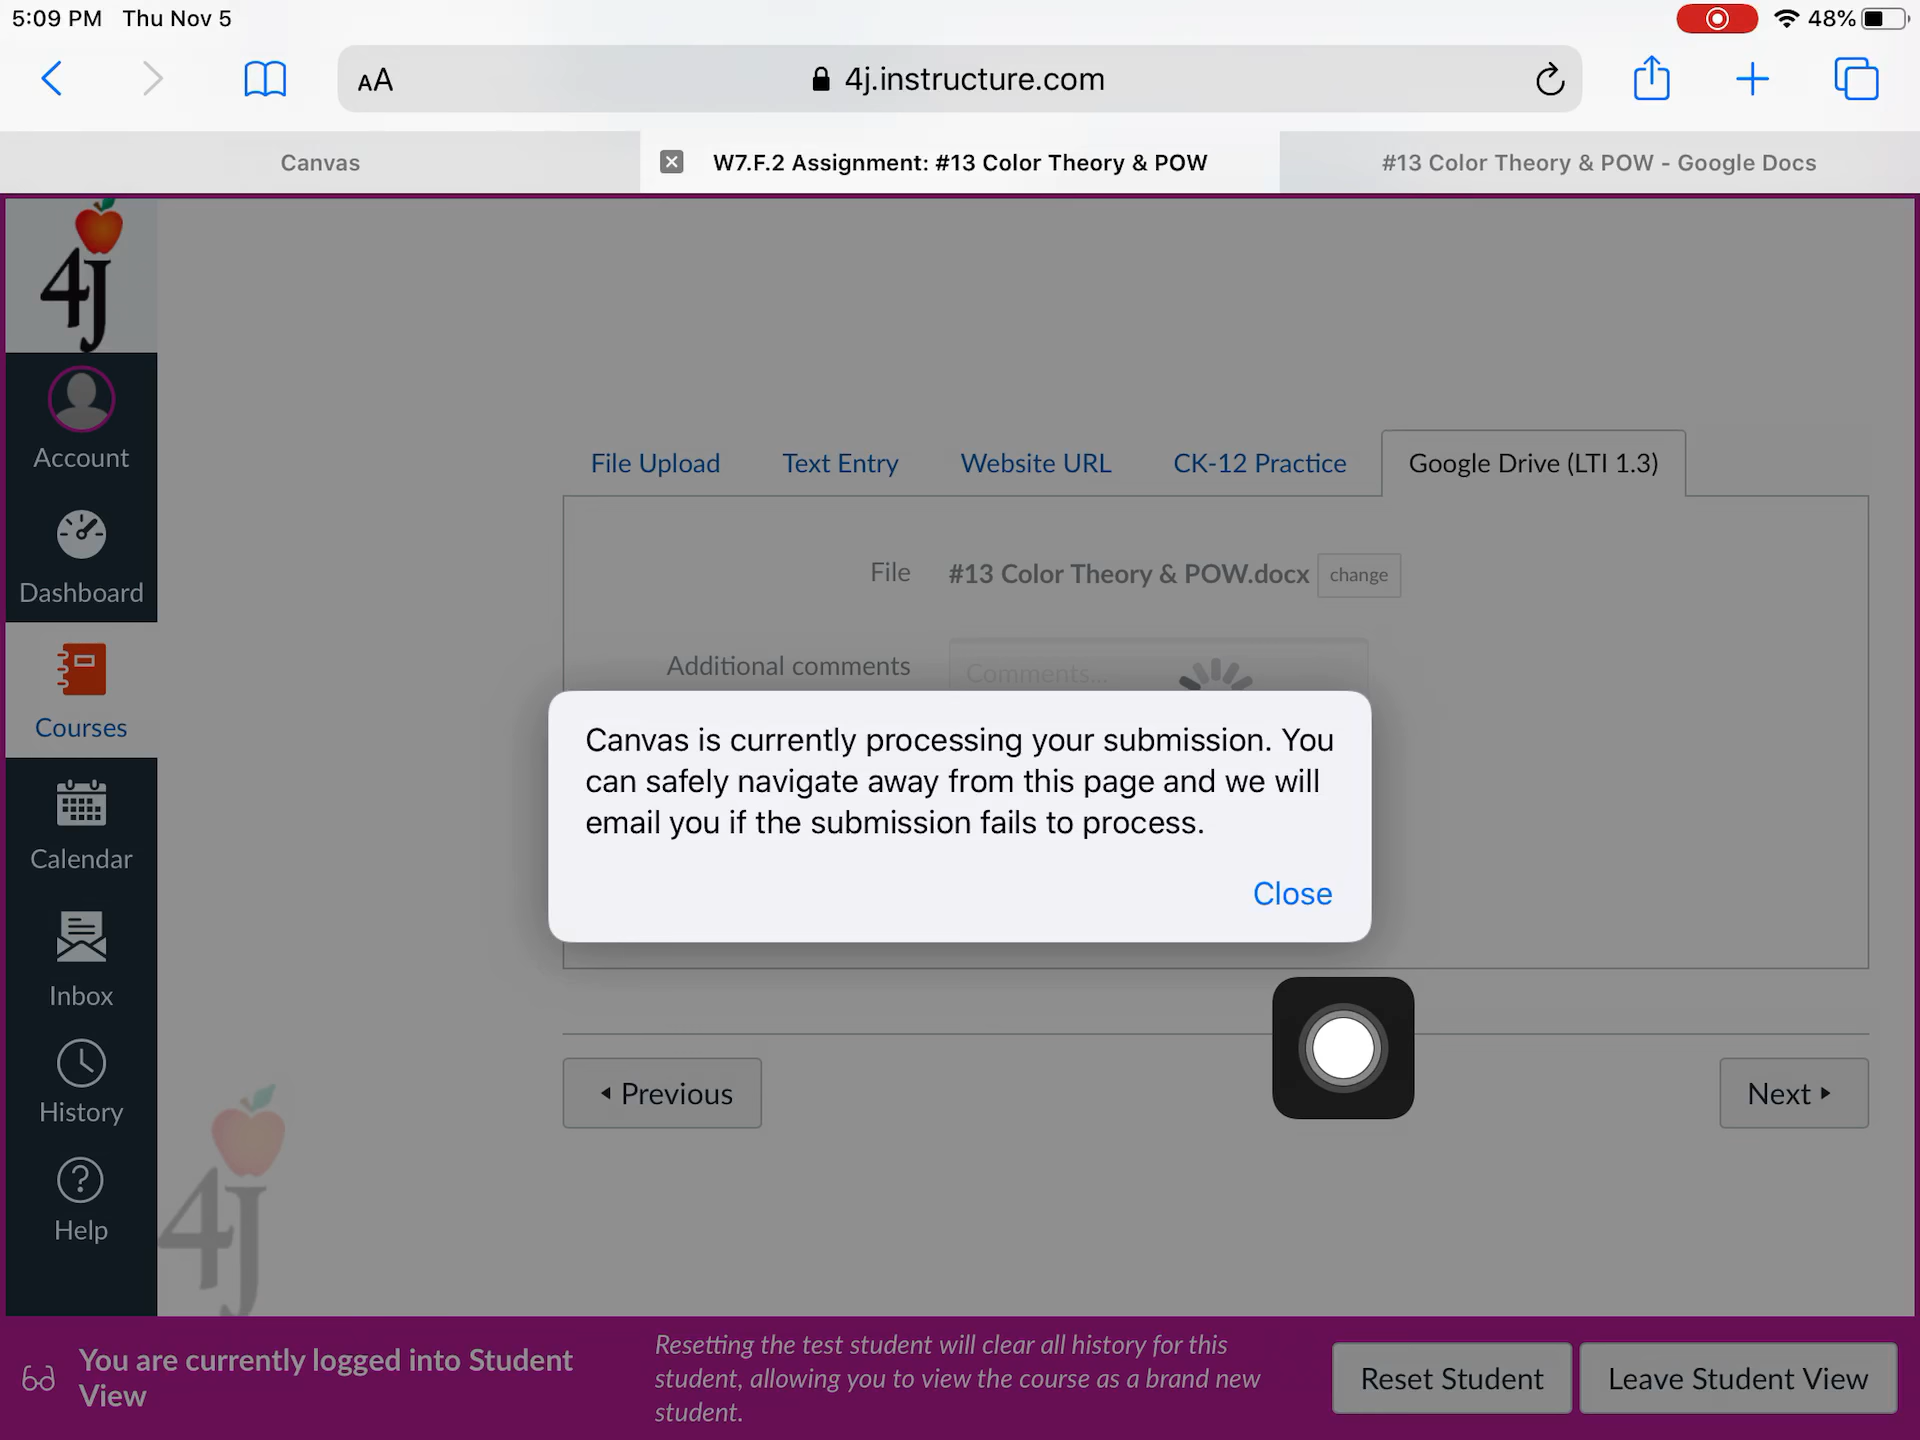 5:09 PM Thu Nov 5
48%
AA
4j.instructure.com
Canvas
W7.F.2 Assignment: #13 Color Theory & POW
#13 Color Theory & POW - Google Docs
4J
Account
Dashboard
Courses
Calendar
Inbox
History
Help
File Upload
Text Entry
Website URL
CK-12 Practice
Google Drive (LTI 1.3)
File
#13 Color Theory & POW.docx
change
Additional comments
Comments...
Canvas is currently processing your submission. You
can safely navigate away from this page and we will
email you if the submission fails to process.
Close
Previous
Next
4J
You are currently logged into Student
View
Resetting the test student will clear all history for this
student, allowing you to view the course as a brand new
student.
Reset Student
Leave Student View